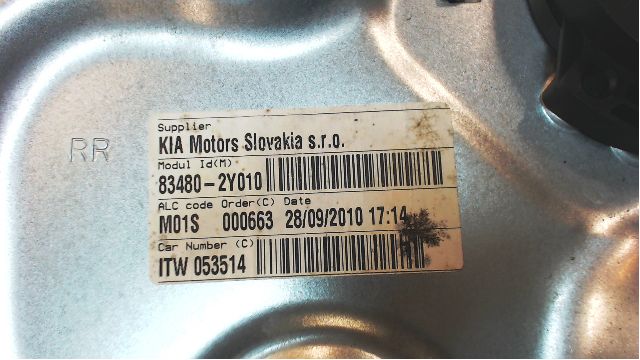 RR
Supplier
KIA Motors Slovakia s.r.o.
Modul Id(M)
83480-2Y010
ALC code Order(C) Date
M01S 000663 28/09/2010 17:14
Car Number (C)
ITW 053514